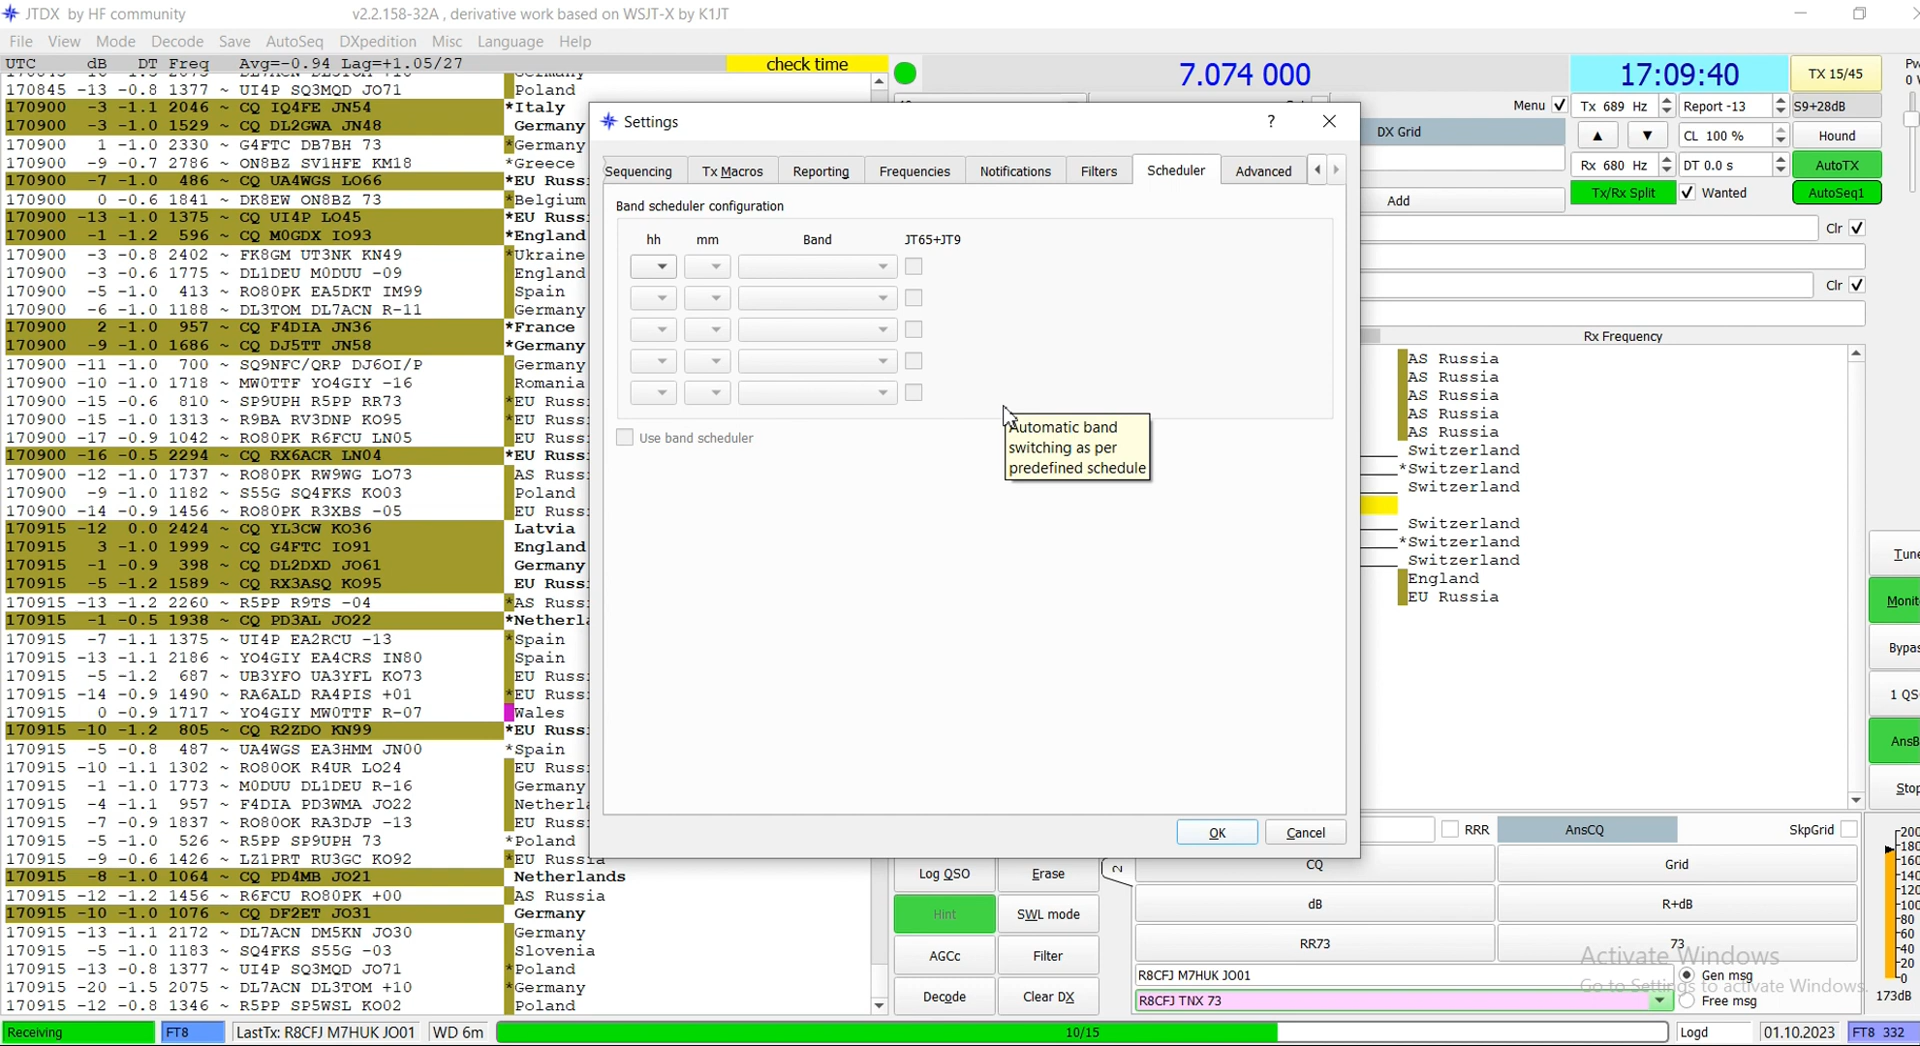 JTDX by HF community v2.2.158-32A , derivative work based on WSJT-X by K1JT
File View Mode Decode Save AutoSeq DXpedition Misc Language Help
UTC dB DT Freq Avg=-0.94 Lag=+1.05/27 check time
7.074 000
17:09:40
TX 15/45
170845 -13 -0.8 1377 ~ UI4P SQ3MQD JO71 Poland
170900 -3 -1.1 2046 ~ CQ IQ4FE JN54 *Italy
170900 -3 -1.0 1529 ~ CQ DL2GWA JN48 Germany
170900 1 -1.0 2330 ~ G4FTC DB7BH 73 *Germany
170900 -9 -0.7 2786 ~ ON8BZ SV1HFE KM18 *Greece
170900 -7 -1.0 486 ~ CQ UA4WGS LO66 *EU Russ
170900 0 -0.6 1841 ~ DK8EW ON8BZ 73 *Belgium
170900 -13 -1.0 1375 ~ CQ UI4P LO45 *EU Russ
170900 -1 -1.2 596 ~ CQ M0GDX IO93 *England
170900 -3 -0.8 2402 ~ FK8GM UT3NK KN49 *Ukraine
170900 -3 -0.6 1775 ~ DL1DEU M0DUU -09 England
170900 -5 -1.0 413 ~ RO80PK EA5DKT IM99 Spain
170900 -6 -1.0 1188 ~ DL3TOM DL7ACN R-11 Germany
170900 2 -1.0 957 ~ CQ F4DIA JN36 *France
170900 -9 -1.0 1686 ~ CQ DJ5TT JN58 *Germany
170900 -11 -1.0 700 ~ SQ9NFC/QRP DJ6OI/P Germany
170900 -10 -1.0 1718 ~ MW0TTF YO4GIY -16 Romania
170900 -15 -0.6 810 ~ SP9UPH R5PP RR73 *EU Russ
170900 -15 -1.0 1313 ~ R9BA RV3DNP KO95 *EU Russ
170900 -17 -0.9 1042 ~ RO80PK R6FCU LN05 EU Russ
170900 -16 -0.5 2294 ~ CQ RX6ACR LN04 *EU Russ
170900 -12 -1.0 1737 ~ RO80PK RW9WG LO73 AS Russ
170900 -9 -1.0 1182 ~ S55G SQ4FKS KO03 Poland
170900 -14 -0.9 1456 ~ RO80PK R3XBS -05 EU Russ
170915 -12 0.0 2424 ~ CQ YL3CW KO36 Latvia
170915 3 -1.0 1999 ~ CQ G4FTC IO91 England
170915 -1 -0.9 398 ~ CQ DL2DXD JO61 Germany
170915 -5 -1.2 1589 ~ CQ RX3ASQ KO95 EU Russ
170915 -13 -1.2 2260 ~ R5PP R9TS -04 *AS Russ
170915 -1 -0.5 1938 ~ CQ PD3AL JO22 *Netherl
170915 -7 -1.1 1375 ~ UI4P EA2RCU -13 *Spain
170915 -13 -1.1 2186 ~ YO4GIY EA4CRS IN80 Spain
170915 -5 -1.2 687 ~ UB3YFO UA3YFL KO73 EU Russ
170915 -14 -0.9 1490 ~ RA6ALD RA4PIS +01 *EU Russ
170915 0 -0.9 1717 ~ YO4GIY MW0TTF R-07 Wales
170915 -10 -1.2 805 ~ CQ R2ZDO KN99 *EU Russ
170915 -5 -0.8 487 ~ UA4WGS EA3HMM JN00 *Spain
170915 -10 -1.1 1302 ~ RO80OK R4UR LO24 EU Russ
170915 -1 -1.0 1773 ~ M0DUU DL1DEU R-16 Germany
170915 -4 -1.1 957 ~ F4DIA PD3WMA JO22 Netherl
170915 -7 -0.9 1837 ~ RO80OK RA3DJP -13 EU Russ
170915 -5 -1.0 526 ~ R5PP SP9UPH 73 *Poland
170915 -9 -0.6 1426 ~ LZ1PRT RU3GC KO92 *EU Russia
170915 -8 -1.0 1064 ~ CQ PD4MB JO21 Netherlands
170915 -12 -1.2 1456 ~ R6FCU RO80PK +00 AS Russia
170915 -10 -1.0 1076 ~ CQ DF2ET JO31 Germany
170915 -13 -1.1 2172 ~ DL7ACN DM5KN JO30 Germany
170915 -5 -1.0 1183 ~ SQ4FKS S55G -03 Slovenia
170915 -13 -0.8 1377 ~ UI4P SQ3MQD JO71 *Poland
170915 -20 -1.5 2075 ~ DL7ACN DL3TOM +10 *Germany
170915 -12 -0.8 1346 ~ R5PP SP5WSL KO02 Poland
Settings ?
Sequencing Tx Macros Reporting Frequencies Notifications Filters Scheduler Advanced
Band scheduler configuration
hh mm Band JT65+JT9
Use band scheduler
Automatic band
switching as per
predefined schedule
OK Cancel
Menu Tx 689 Hz Report -13 S9+28dB
DX Grid CL 100 % Hound
Rx 680 Hz DT 0.0 s AutoTX
Add Tx/Rx Split Wanted AutoSeq1
Clr
Clr
Rx Frequency
AS Russia
AS Russia
AS Russia
AS Russia
AS Russia
Switzerland
*Switzerland
Switzerland
Switzerland
*Switzerland
Switzerland
England
EU Russia
Tune
Monit
Bypas
1 QS
AnsB
Stop
RRR AnsCQ SkpGrid
Log QSO Erase 2 CQ Grid
Hint SWL mode dB R+dB
AGCc Filter RR73 73
Decode Clear DX
R8CFJ M7HUK JO01 Gen msg
R8CFJ TNX 73 Free msg
Activate Windows
Go to Settings to activate Windows.
200
180
160
140
120
100
80
60
40
20
0
173dB
Receiving FT8 LastTx: R8CFJ M7HUK JO01 WD 6m 10/15 Logd 01.10.2023 FT8 332